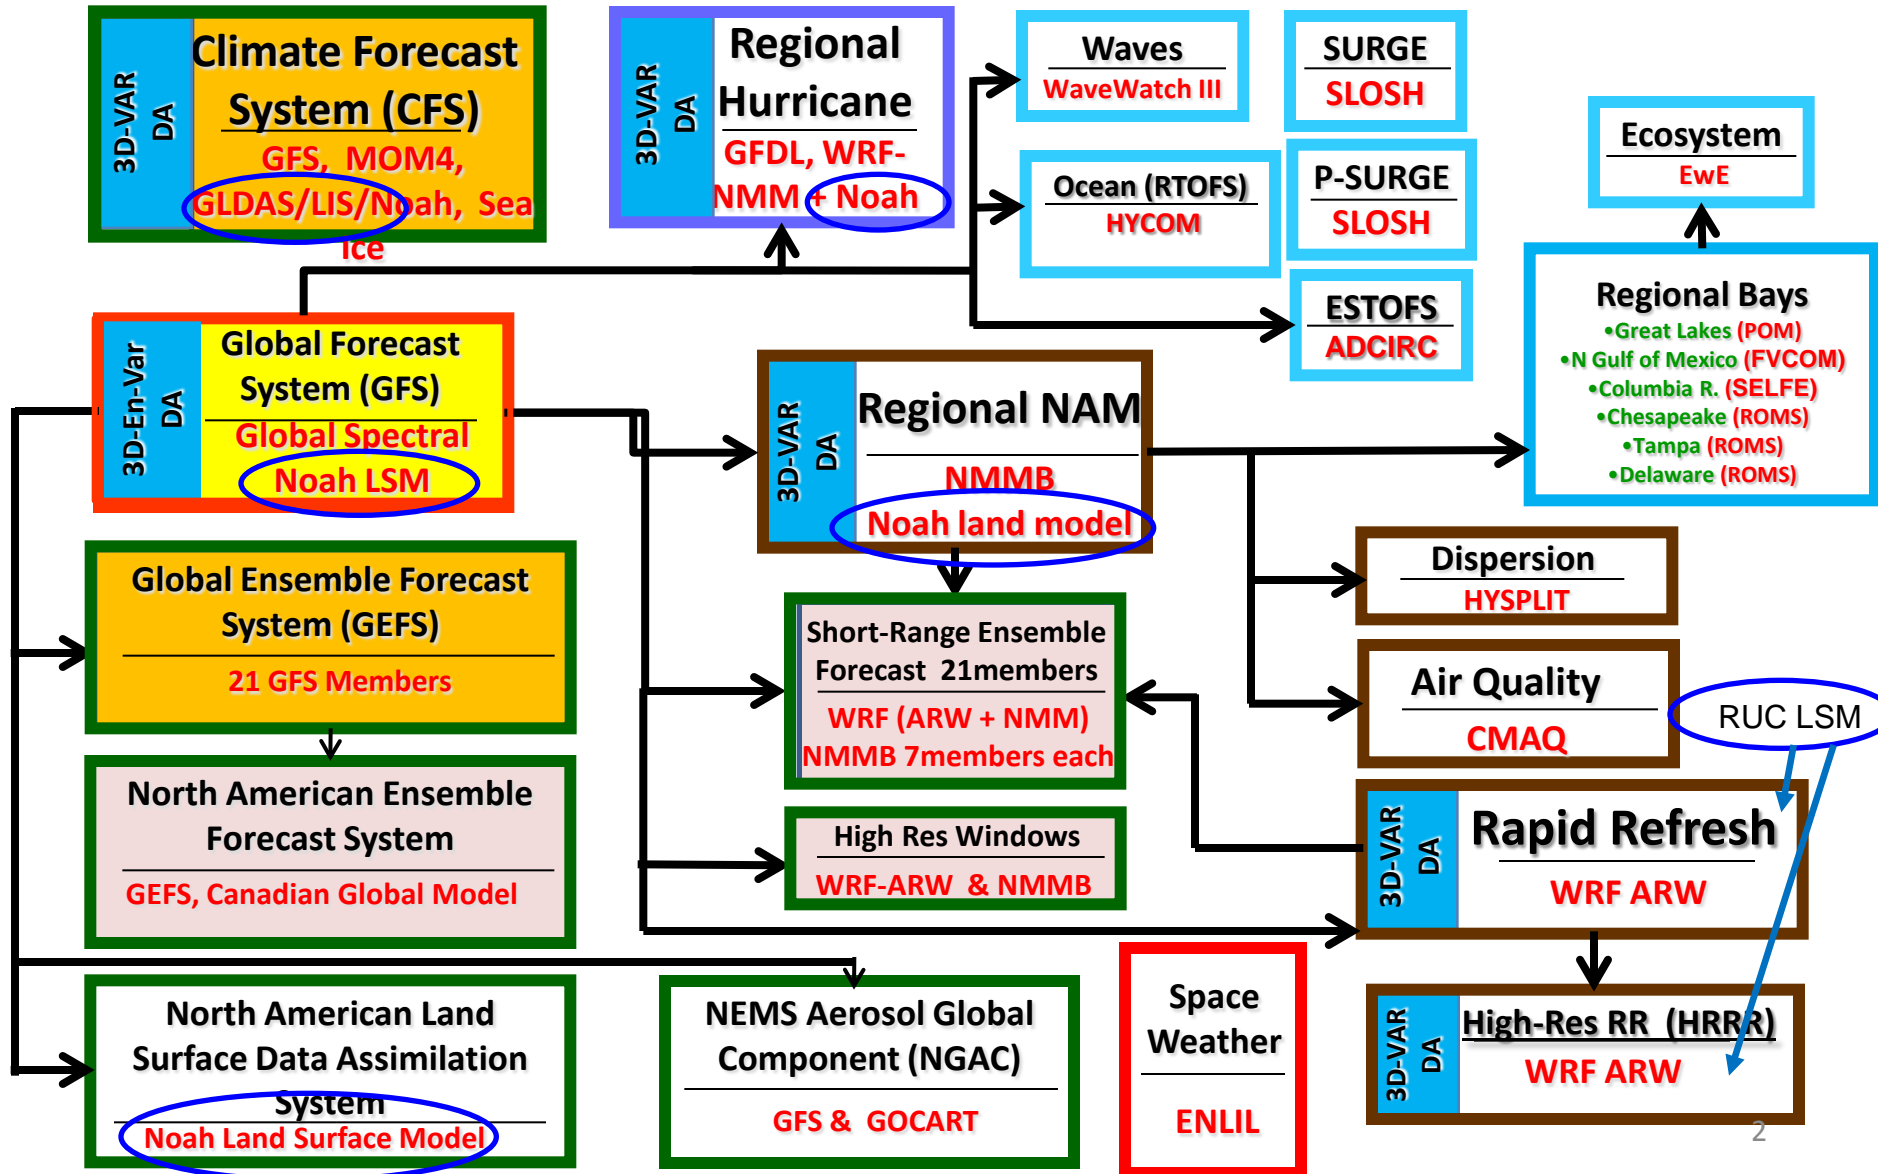 3D-VAR
DA
Climate Forecast
System (CFS)
GFS, MOM4,
GLDAS/LIS/Noah, Sea
Ice
3D-VAR
DA
Regional
Hurricane
GFDL, WRF-
NMM + Noah
Waves
WaveWatch III
SURGE
SLOSH
Ocean (RTOFS)
HYCOM
P-SURGE
SLOSH
Ecosystem
EwE
ESTOFS
ADCIRC
Regional Bays
•Great Lakes (POM)
•N Gulf of Mexico (FVCOM)
•Columbia R. (SELFE)
•Chesapeake (ROMS)
•Tampa (ROMS)
•Delaware (ROMS)
3D-En-Var
DA
Global Forecast
System (GFS)
Global Spectral
Noah LSM
3D-VAR
DA
Regional NAM
NMMB
Noah land model
Global Ensemble Forecast
System (GEFS)
21 GFS Members
Short-Range Ensemble
Forecast 21members
WRF (ARW + NMM)
NMMB 7members each
Dispersion
HYSPLIT
Air Quality
CMAQ
RUC LSM
North American Ensemble
Forecast System
GEFS, Canadian Global Model
High Res Windows
WRF-ARW & NMMB
3D-VAR
DA
Rapid Refresh
WRF ARW
North American Land
Surface Data Assimilation
System
Noah Land Surface Model
NEMS Aerosol Global
Component (NGAC)
GFS & GOCART
Space
Weather
ENLIL
3D-VAR
DA
High-Res RR (HRRR)
WRF ARW
2